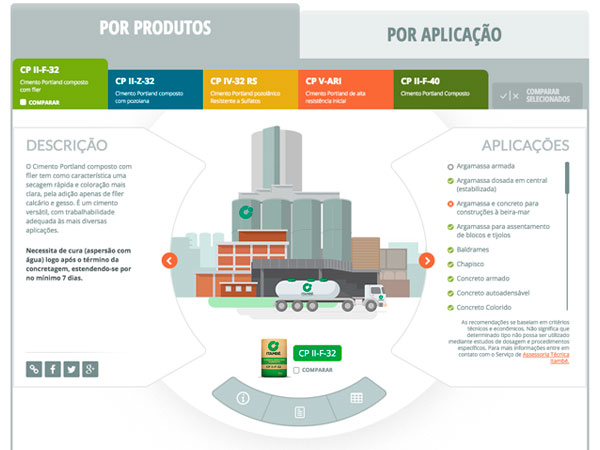 POR PRODUTOS
POR APLICAÇÃO
CP II-F-32
Cimento Portland composto
com fíler
COMPARAR
CP II-Z-32
Cimento Portland composto
com pozolana
CP IV-32 RS
Cimento Portland pozolânico
Resistente a Sulfatos
CP V-ARI
Cimento Portland de alta
resistência inicial
CP II-F-40
Cimento Portland Composto
COMPARAR
SELECIONADOS
DESCRIÇÃO
O Cimento Portland composto com
fíler tem como característica uma
secagem rápida e coloração mais
clara, pela adição apenas de fíler
calcário e gesso. É um cimento
versátil, com trabalhabilidade
adequada às mais diversas
aplicações.
Necessita de cura (aspersão com
água) logo após o término da
concretagem, estendendo-se por
no mínimo 7 dias.
APLICAÇÕES
Argamassa armada
Argamassa dosada em central
(estabilizada)
Argamassa e concreto para
construções à beira-mar
Argamassa para assentamento
de blocos e tijolos
Baldrames
Chapisco
Concreto armado
Concreto autoadensável
Concreto Colorido
As recomendações se baseiam em critérios
técnicos e econômicos. Não significa que
determinado tipo não possa ser utilizado
mediante estudos de dosagem e procedimentos
específicos. Para mais informações entre em
contato com o Serviço de Assessoria Técnica
Itambé.
ITAMBÉ
ITAMBÉ
CP II-F-32
CP II-F-32
COMPARAR